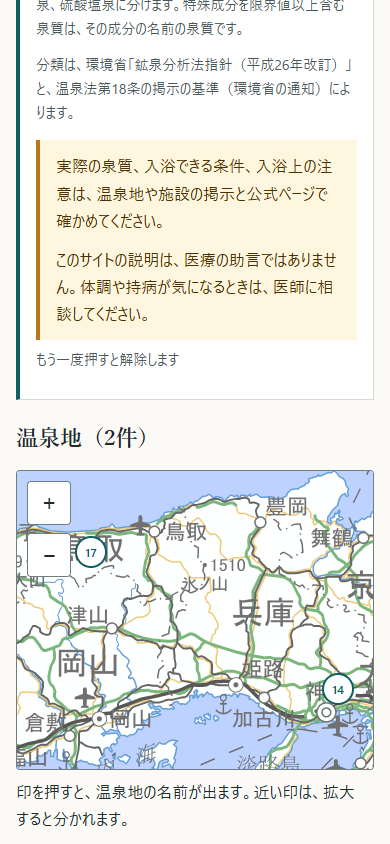 泉、硫酸塩泉に分けます。特殊成分を限界値以上含む
泉質は、その成分の名前の泉質です。
分類は、環境省「鉱泉分析法指針（平成26年改訂）」
と、温泉法第18条の掲示の基準（環境省の通知）によ
ります。
実際の泉質、入浴できる条件、入浴上の注
意は、温泉地や施設の掲示と公式ページで
確かめてください。
このサイトの説明は、医療の助言ではありませ
ん。体調や持病が気になるときは、医師に相
談してください。
もう一度押すと解除します
温泉地（2件）
+
豊岡
鳥取
舞鶴
−
17
取
1510
氷ノ山
京
津山
兵庫
岡山
姫路
神
14
倉敷
岡山
加古川
海
淡路島
山
印を押すと、温泉地の名前が出ます。近い印は、拡大
すると分かれます。